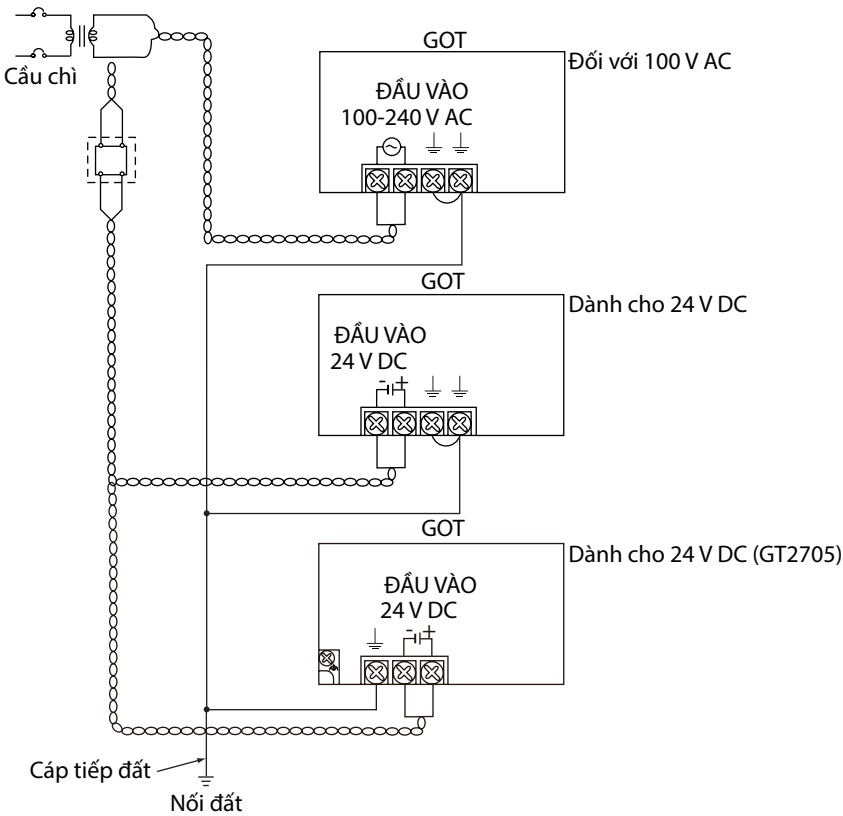 Cầu chì
GOT
Đối với 100 V AC
ĐẦU VÀO
100-240 V AC
GOT
Dành cho 24 V DC
ĐẦU VÀO
24 V DC
- +
GOT
Dành cho 24 V DC (GT2705)
ĐẦU VÀO
24 V DC
- +
Cáp tiếp đất
Nối đất